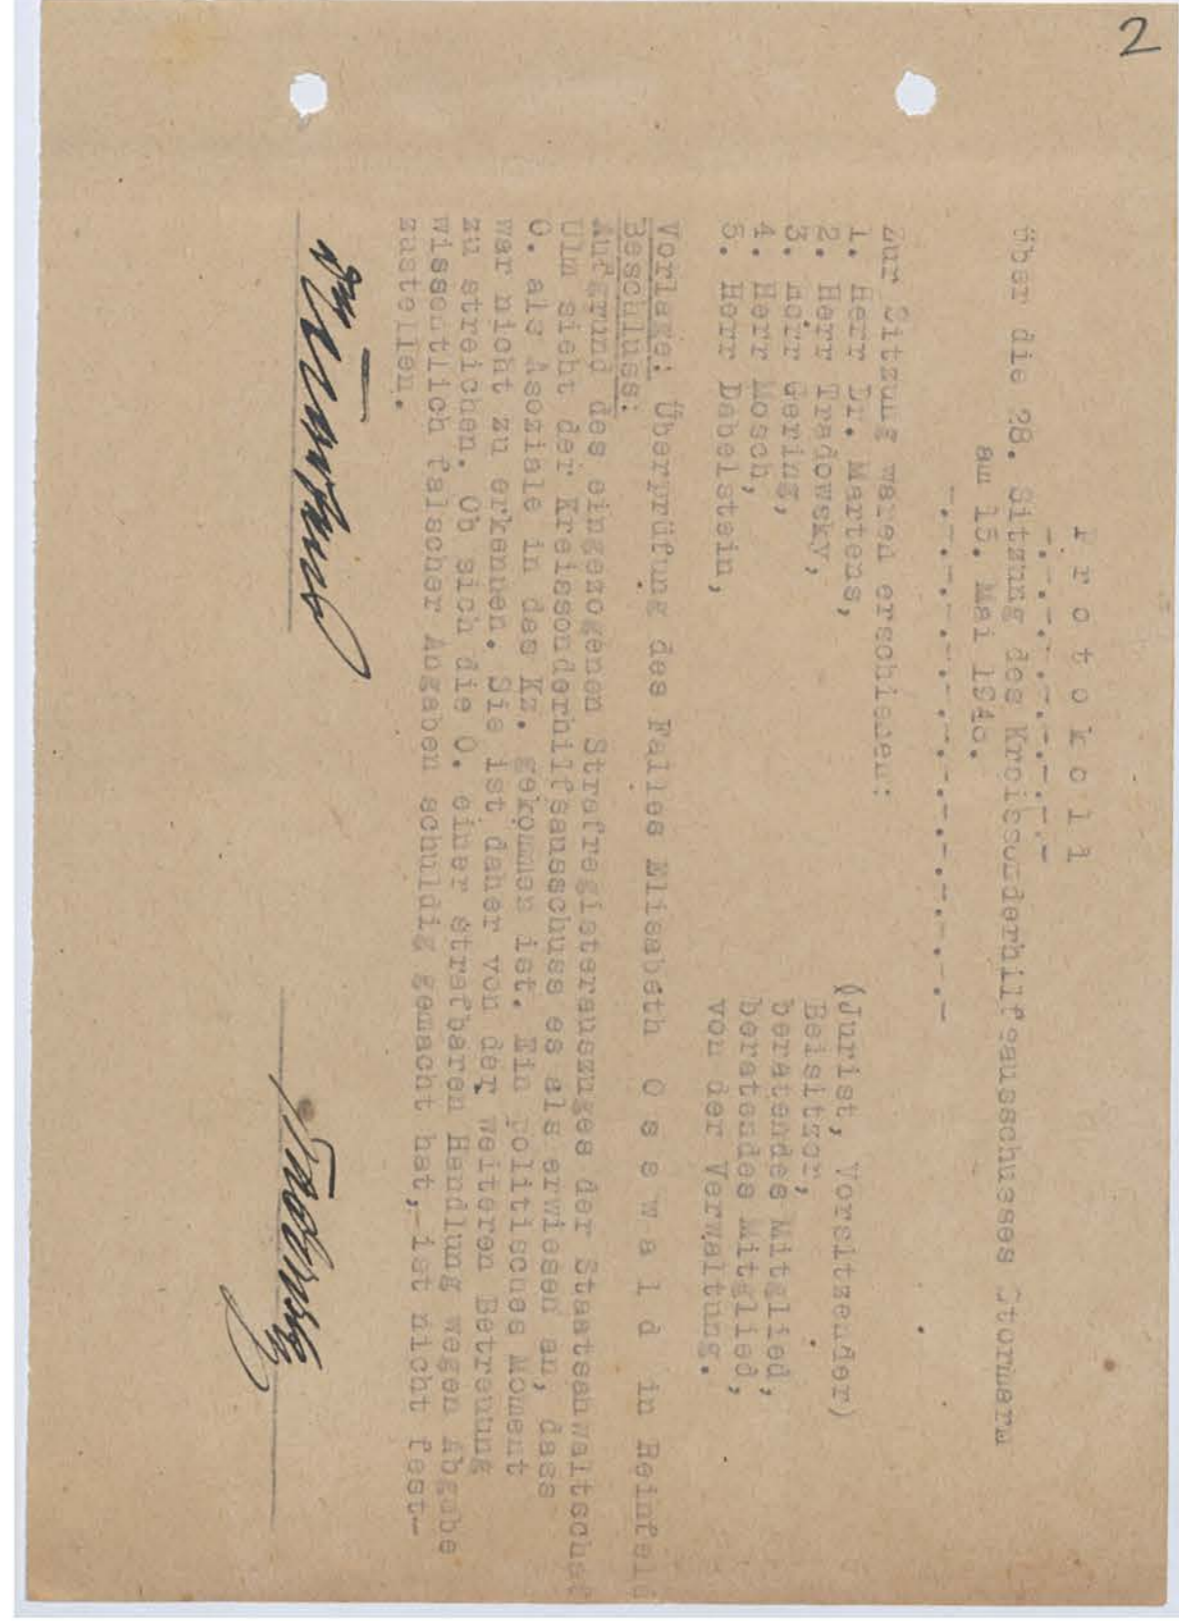 2
P r o t o k o l l
-.-.-.-.-.-.-.-.-
über die 28. Sitzung des Kreissonderhilfsausschusses Stormarn
am 15. Mai 1948.
-.-.-.-.-.-.-.-.-.-.-.-.-.-.-
Zur Sitzung waren erschienen:
1. Herr Dr. Martens, (Jurist, Vorsitzender)
2. Herr Tradowsky, Beisitzer,
3. Herr Gering, beratendes Mitglied,
4. Herr Mosch, beratendes Mitglied,
5. Herr Dabelstein, von der Verwaltung.
Vorlage: Überprüfung des Falles Elisabeth O s s w a l d in Reinfeld
Beschluss:
Aufgrund des eingezogenen Strafregisterauszuges der Staatsanwaltschaft
Ulm sieht der Kreissonderhilfsausschuss es als erwiesen an, dass
O. als Asoziale in das Kz. gekommen ist. Ein politisches Moment
war nicht zu erkennen. Sie ist daher von der weiteren Betreuung
zu streichen. Ob sich die O. einer strafbaren Handlung wegen Abgabe
wissentlich falscher Angaben schuldig gemacht hat, ist nicht fest-
zustellen.
Dr. Martens Tradowsky